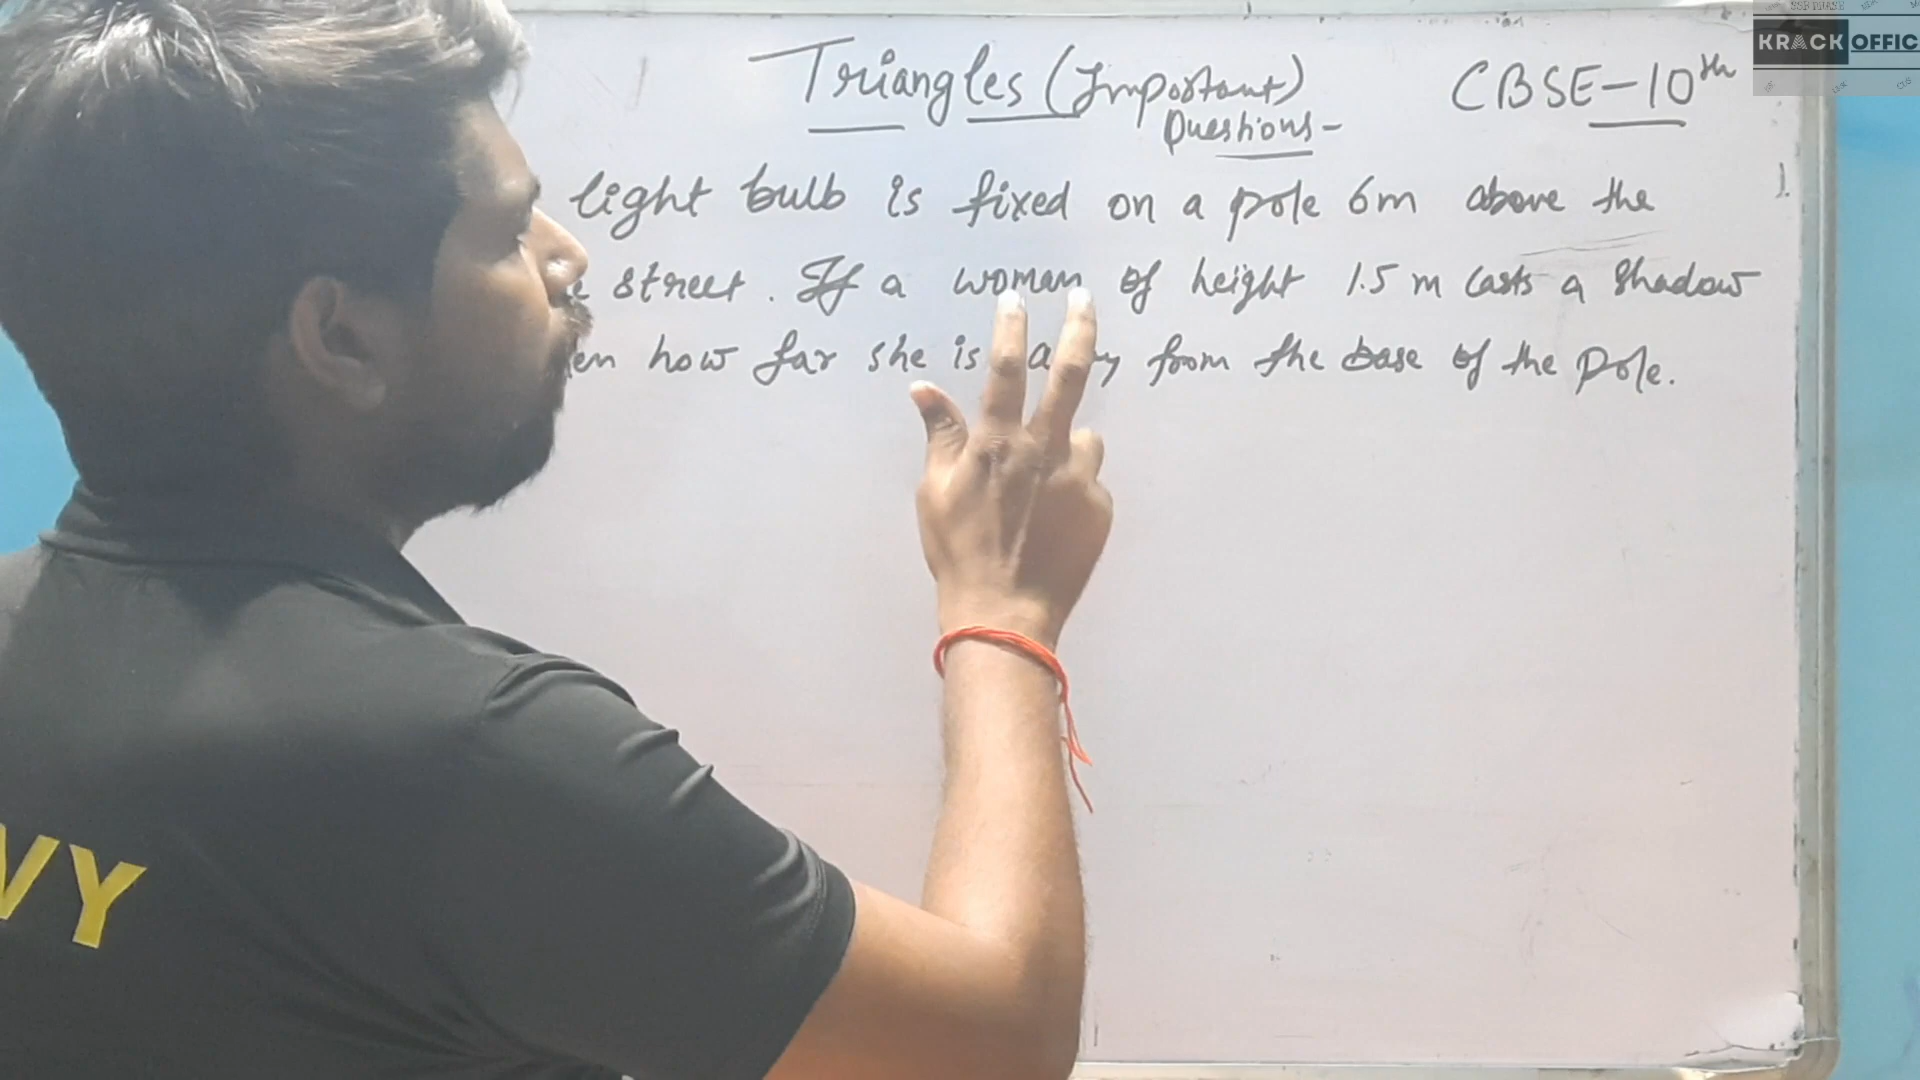 Triangles (Important) CBSE-10th
Questions-
light bulb is fixed on a pole 6m above the
street. If a woman of height 1.5 m casts a shadow
how far she is from the base of the pole.
KRACK OFFIC
VY